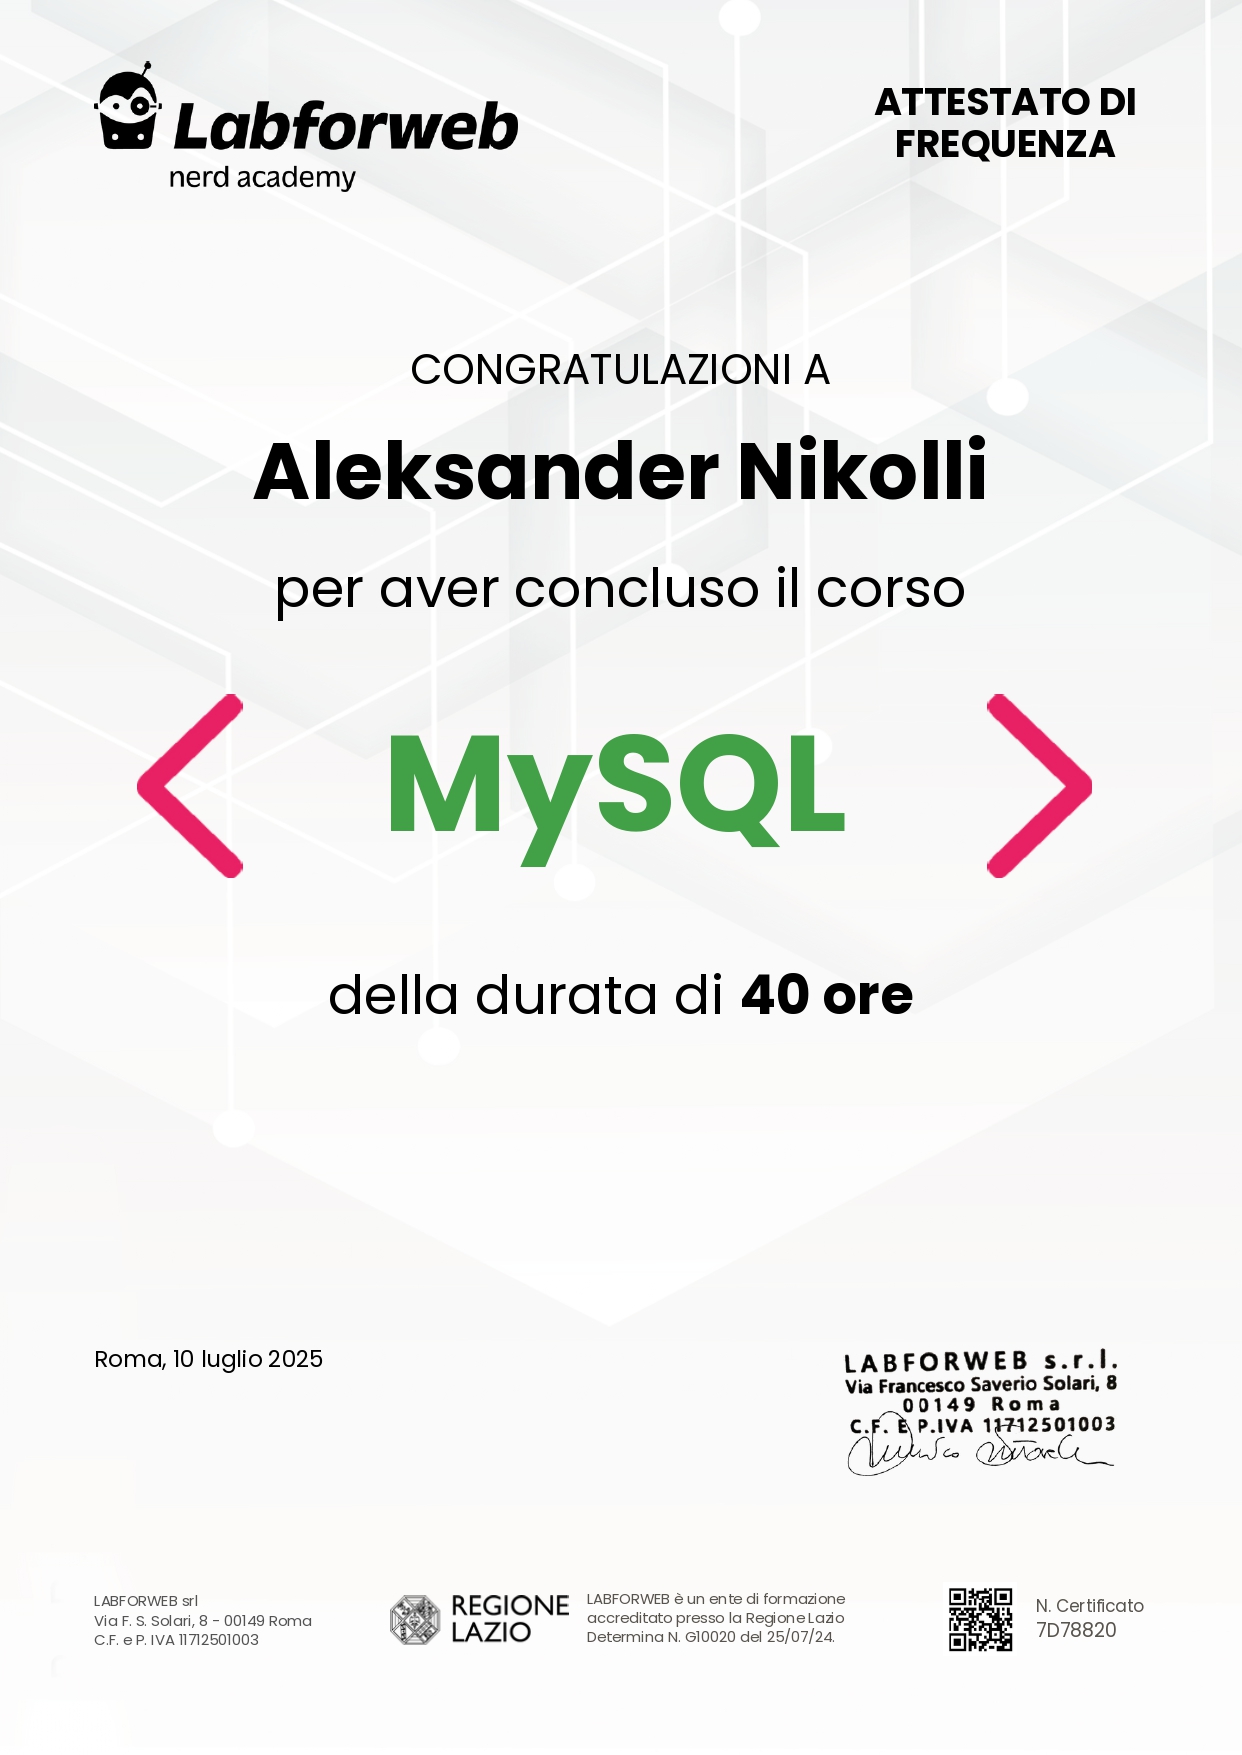 Labforweb
nerd academy
ATTESTATO DI
FREQUENZA
CONGRATULAZIONI A
Aleksander Nikolli
per aver concluso il corso
MySQL
della durata di 40 ore
Roma, 10 luglio 2025
LABFORWEB s.r.l.
Via Francesco Saverio Solari, 8
00149 Roma
C.F. E P.IVA 11712501003
LABFORWEB srl
Via F. S. Solari, 8 - 00149 Roma
C.F. e P. IVA 11712501003
REGIONE
LAZIO
LABFORWEB è un ente di formazione
accreditato presso la Regione Lazio
Determina N. G10020 del 25/07/24.
N. Certificato
7D78820